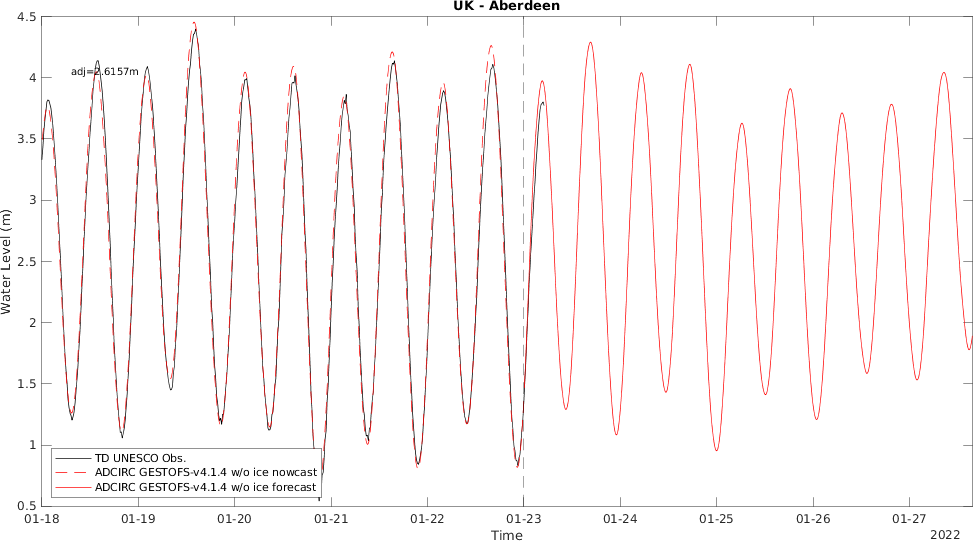 UK - Aberdeen
4.5
4
3.5
3
2.5
2
1.5
1
0.5
Water Level (m)
adj=2.6157m
TD UNESCO Obs.
ADCIRC GESTOFS-v4.1.4 w/o ice nowcast
ADCIRC GESTOFS-v4.1.4 w/o ice forecast
01-18 01-19 01-20 01-21 01-22 01-23 01-24 01-25 01-26 01-27
Time
2022